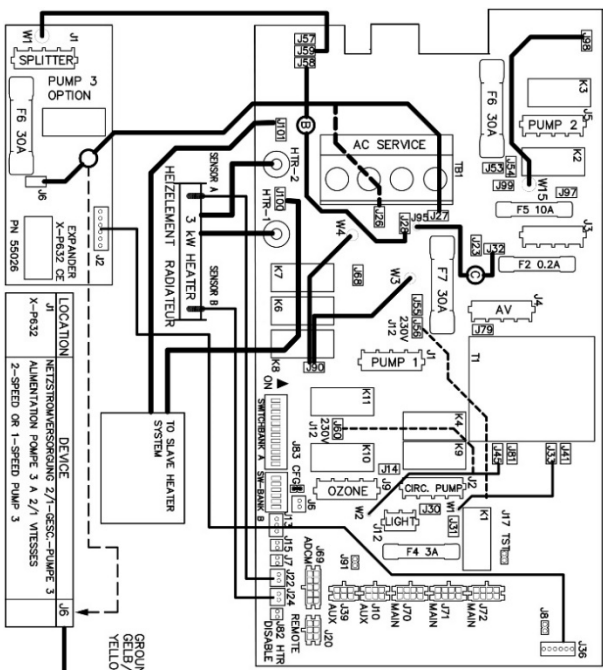 J1
W1
SPLITTER
PUMP 3
OPTION
F6 30A
J6
J2
EXPANDER
X-P632 CE
PN 55026
LOCATION
DEVICE
J1
X-P632
NETZSTROMVERSORGUNG 2/1-GESC.-PUMPE 3
ALIMENTATION POMPE 3 A 2/1 VITESSES
2-SPEED OR 1-SPEED PUMP 3
J6
GROUN
GELB/
YELLO
J57
J59
J58
J101
HTR-2
J100
HTR-1
SENSOR A
HEIZELEMENT RADIATEUR
3 kW HEATER
SENSOR B
TO SLAVE HEATER
SYSTEM
B
AC SERVICE
TB1
J26
J28
J95
J27
W4
K7
J68
K6
K8
J90
W3
F7 30A
J55
J56
230V
J12
J1
PUMP 1
J98
K3
J5
F6 30A
PUMP 2
K2
J53
J54
J99
W15
J97
F5 10A
J3
J23
J32
C
F2 0.2A
J4
AV
J79
T1
ON
SWITCHBANK A
SW-BANK B
K11
J60
230V
J12
K10
J83 CFG
J6
K4
K9
J14
J9
OZONE
J45
J81
J33
J41
CIRC. PUMP
J2
W2
J30
W1
J31
K1
LIGHT
J12
F4 3A
J17 TST
J13
J15
J7
J22
J24
J69
ADCM
J82 HTR
DISABLE
J20
REMOTE
J91
J39
AUX
J10
AUX
J70
MAIN
J71
MAIN
J72
MAIN
J8
J36